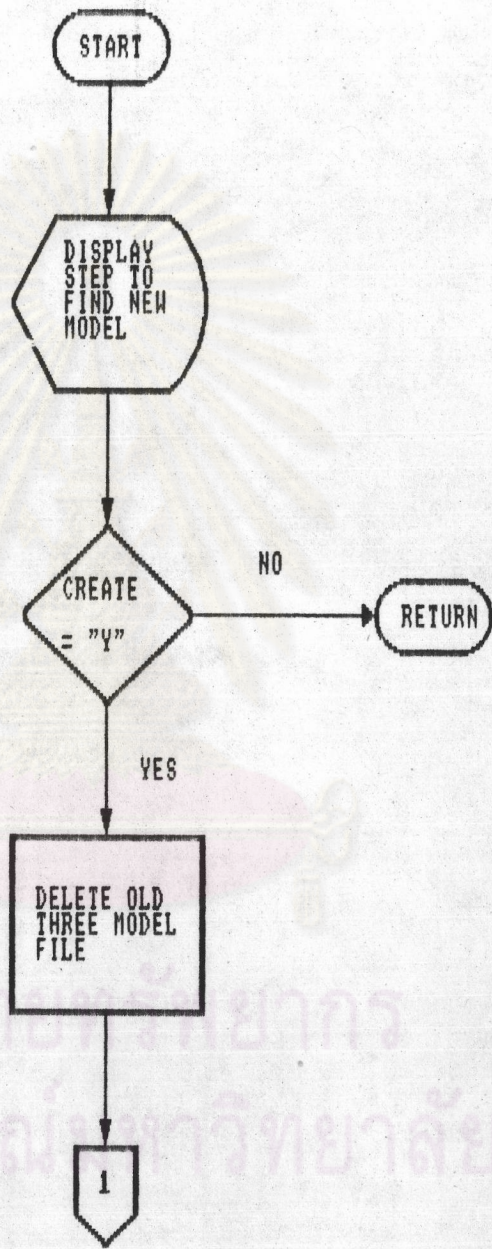 START
DISPLAY
STEP TO
FIND NEW
MODEL
CREATE
= "Y"
NO
RETURN
YES
DELETE OLD
THREE MODEL
FILE
1